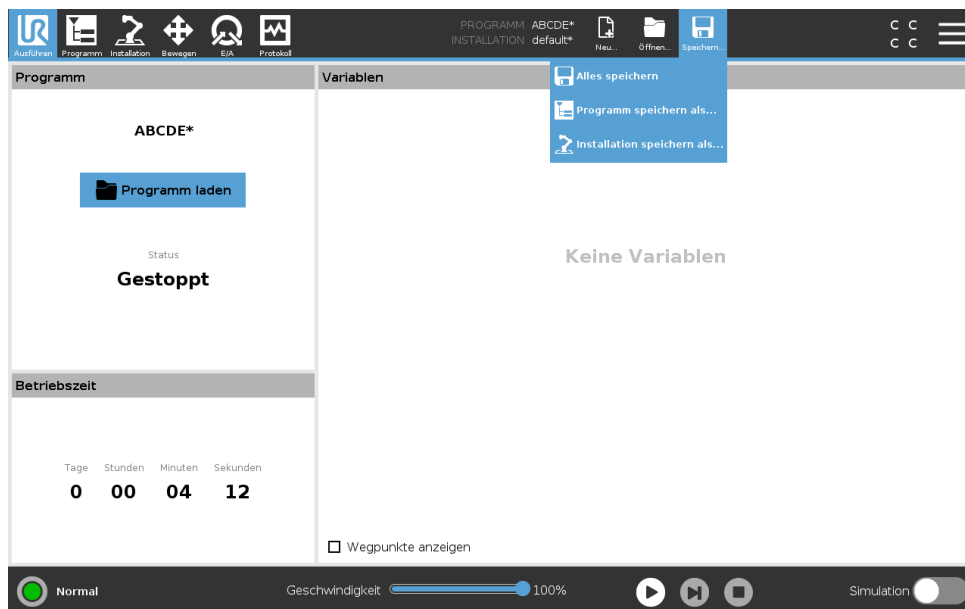 UR
PROGRAMM ABCDE*
INSTALLATION default*
C C
C C
Ausführen Programm Installation Bewegen E/A Protokoll Neu... Öffnen... Speichern...
Programm
Variablen
Alles speichern
Programm speichern als...
Installation speichern als...
ABCDE*
Programm laden
Status
Gestoppt
Keine Variablen
Betriebszeit
Tage Stunden Minuten Sekunden
0 00 04 12
Wegpunkte anzeigen
Normal Geschwindigkeit 100% Simulation